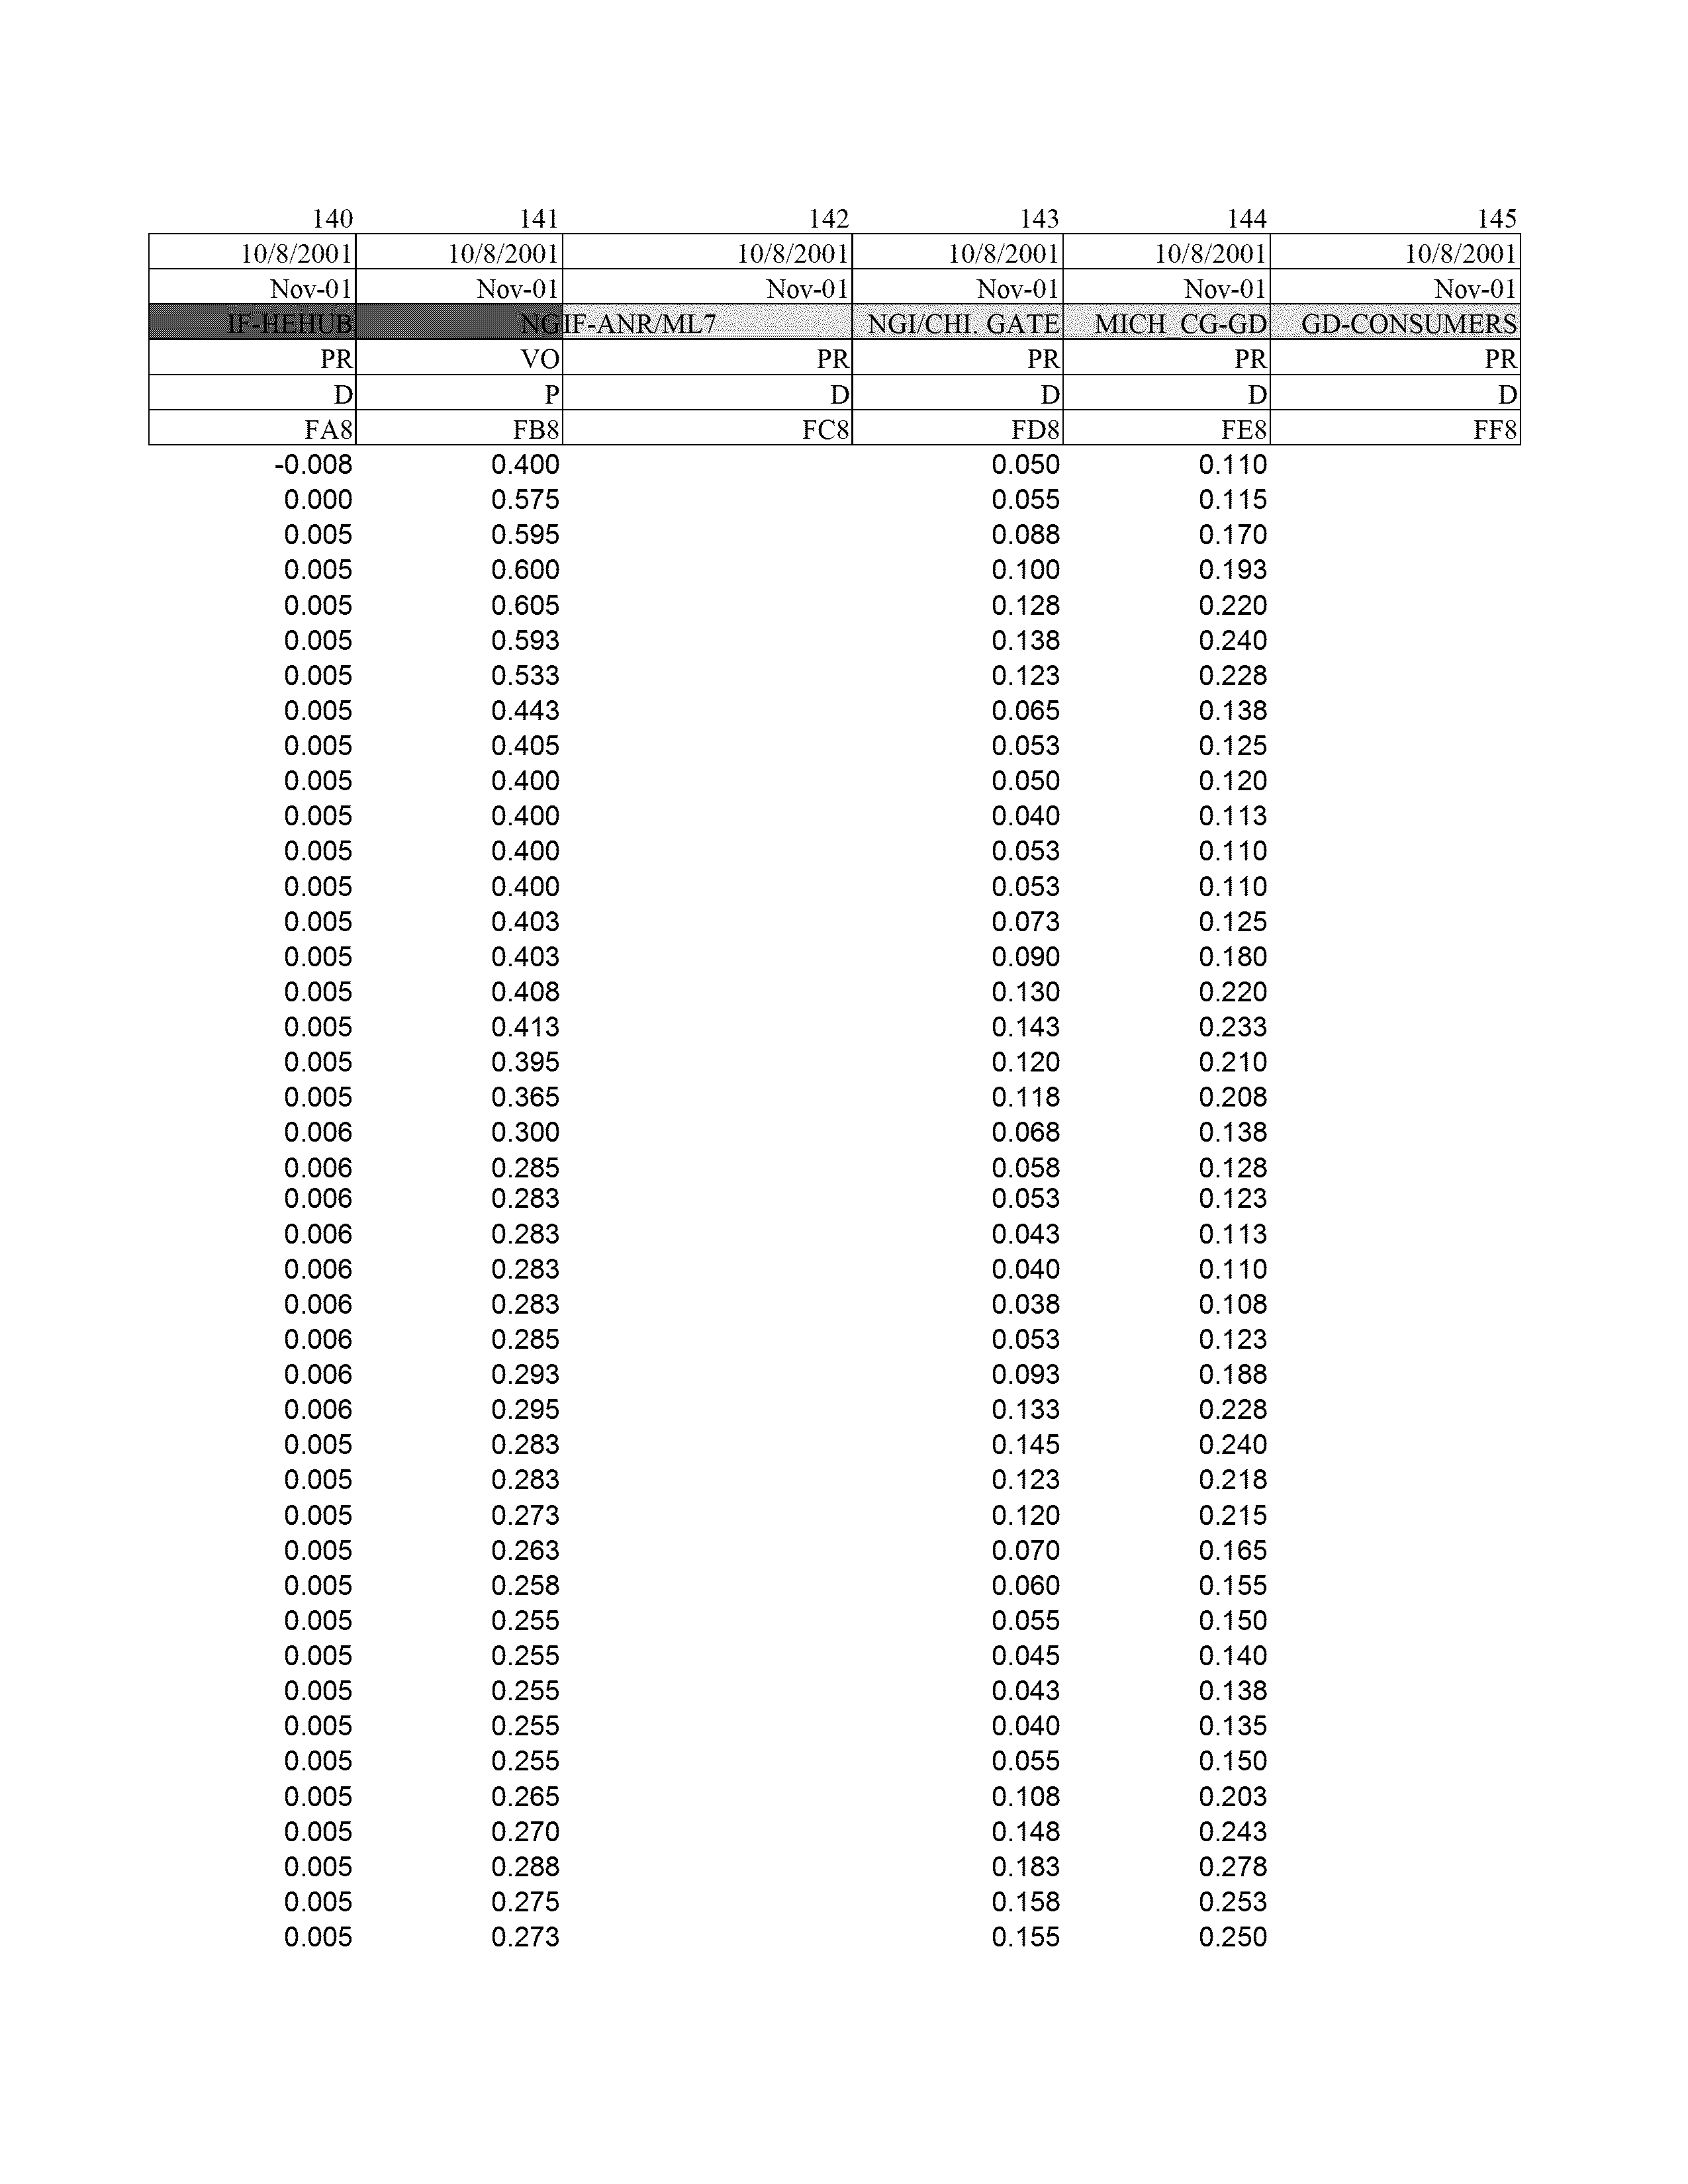 140 141 142 143 144 145
10/8/2001 10/8/2001 10/8/2001 10/8/2001 10/8/2001 10/8/2001
Nov-01 Nov-01 Nov-01 Nov-01 Nov-01 Nov-01
IF-HEHUB NG IF-ANR/ML7 NGI/CHI. GATE MICH_CG-GD GD-CONSUMERS
PR VO PR PR PR PR
D P D D D D
FA8 FB8 FC8 FD8 FE8 FF8
-0.008 0.400 0.050 0.110
0.000 0.575 0.055 0.115
0.005 0.595 0.088 0.170
0.005 0.600 0.100 0.193
0.005 0.605 0.128 0.220
0.005 0.593 0.138 0.240
0.005 0.533 0.123 0.228
0.005 0.443 0.065 0.138
0.005 0.405 0.053 0.125
0.005 0.400 0.050 0.120
0.005 0.400 0.040 0.113
0.005 0.400 0.053 0.110
0.005 0.400 0.053 0.110
0.005 0.403 0.073 0.125
0.005 0.403 0.090 0.180
0.005 0.408 0.130 0.220
0.005 0.413 0.143 0.233
0.005 0.395 0.120 0.210
0.005 0.365 0.118 0.208
0.006 0.300 0.068 0.138
0.006 0.285 0.058 0.128
0.006 0.283 0.053 0.123
0.006 0.283 0.043 0.113
0.006 0.283 0.040 0.110
0.006 0.283 0.038 0.108
0.006 0.285 0.053 0.123
0.006 0.293 0.093 0.188
0.006 0.295 0.133 0.228
0.005 0.283 0.145 0.240
0.005 0.283 0.123 0.218
0.005 0.273 0.120 0.215
0.005 0.263 0.070 0.165
0.005 0.258 0.060 0.155
0.005 0.255 0.055 0.150
0.005 0.255 0.045 0.140
0.005 0.255 0.043 0.138
0.005 0.255 0.040 0.135
0.005 0.255 0.055 0.150
0.005 0.265 0.108 0.203
0.005 0.270 0.148 0.243
0.005 0.288 0.183 0.278
0.005 0.275 0.158 0.253
0.005 0.273 0.155 0.250